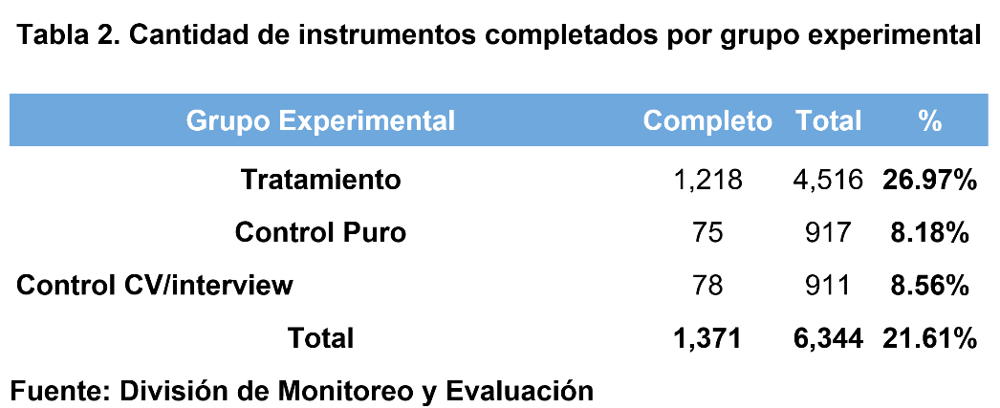 Tabla 2. Cantidad de instrumentos completados por grupo experimental
Grupo Experimental Completo Total %
Tratamiento 1,218 4,516 26.97%
Control Puro 75 917 8.18%
Control CV/interview 78 911 8.56%
Total 1,371 6,344 21.61%
Fuente: División de Monitoreo y Evaluación